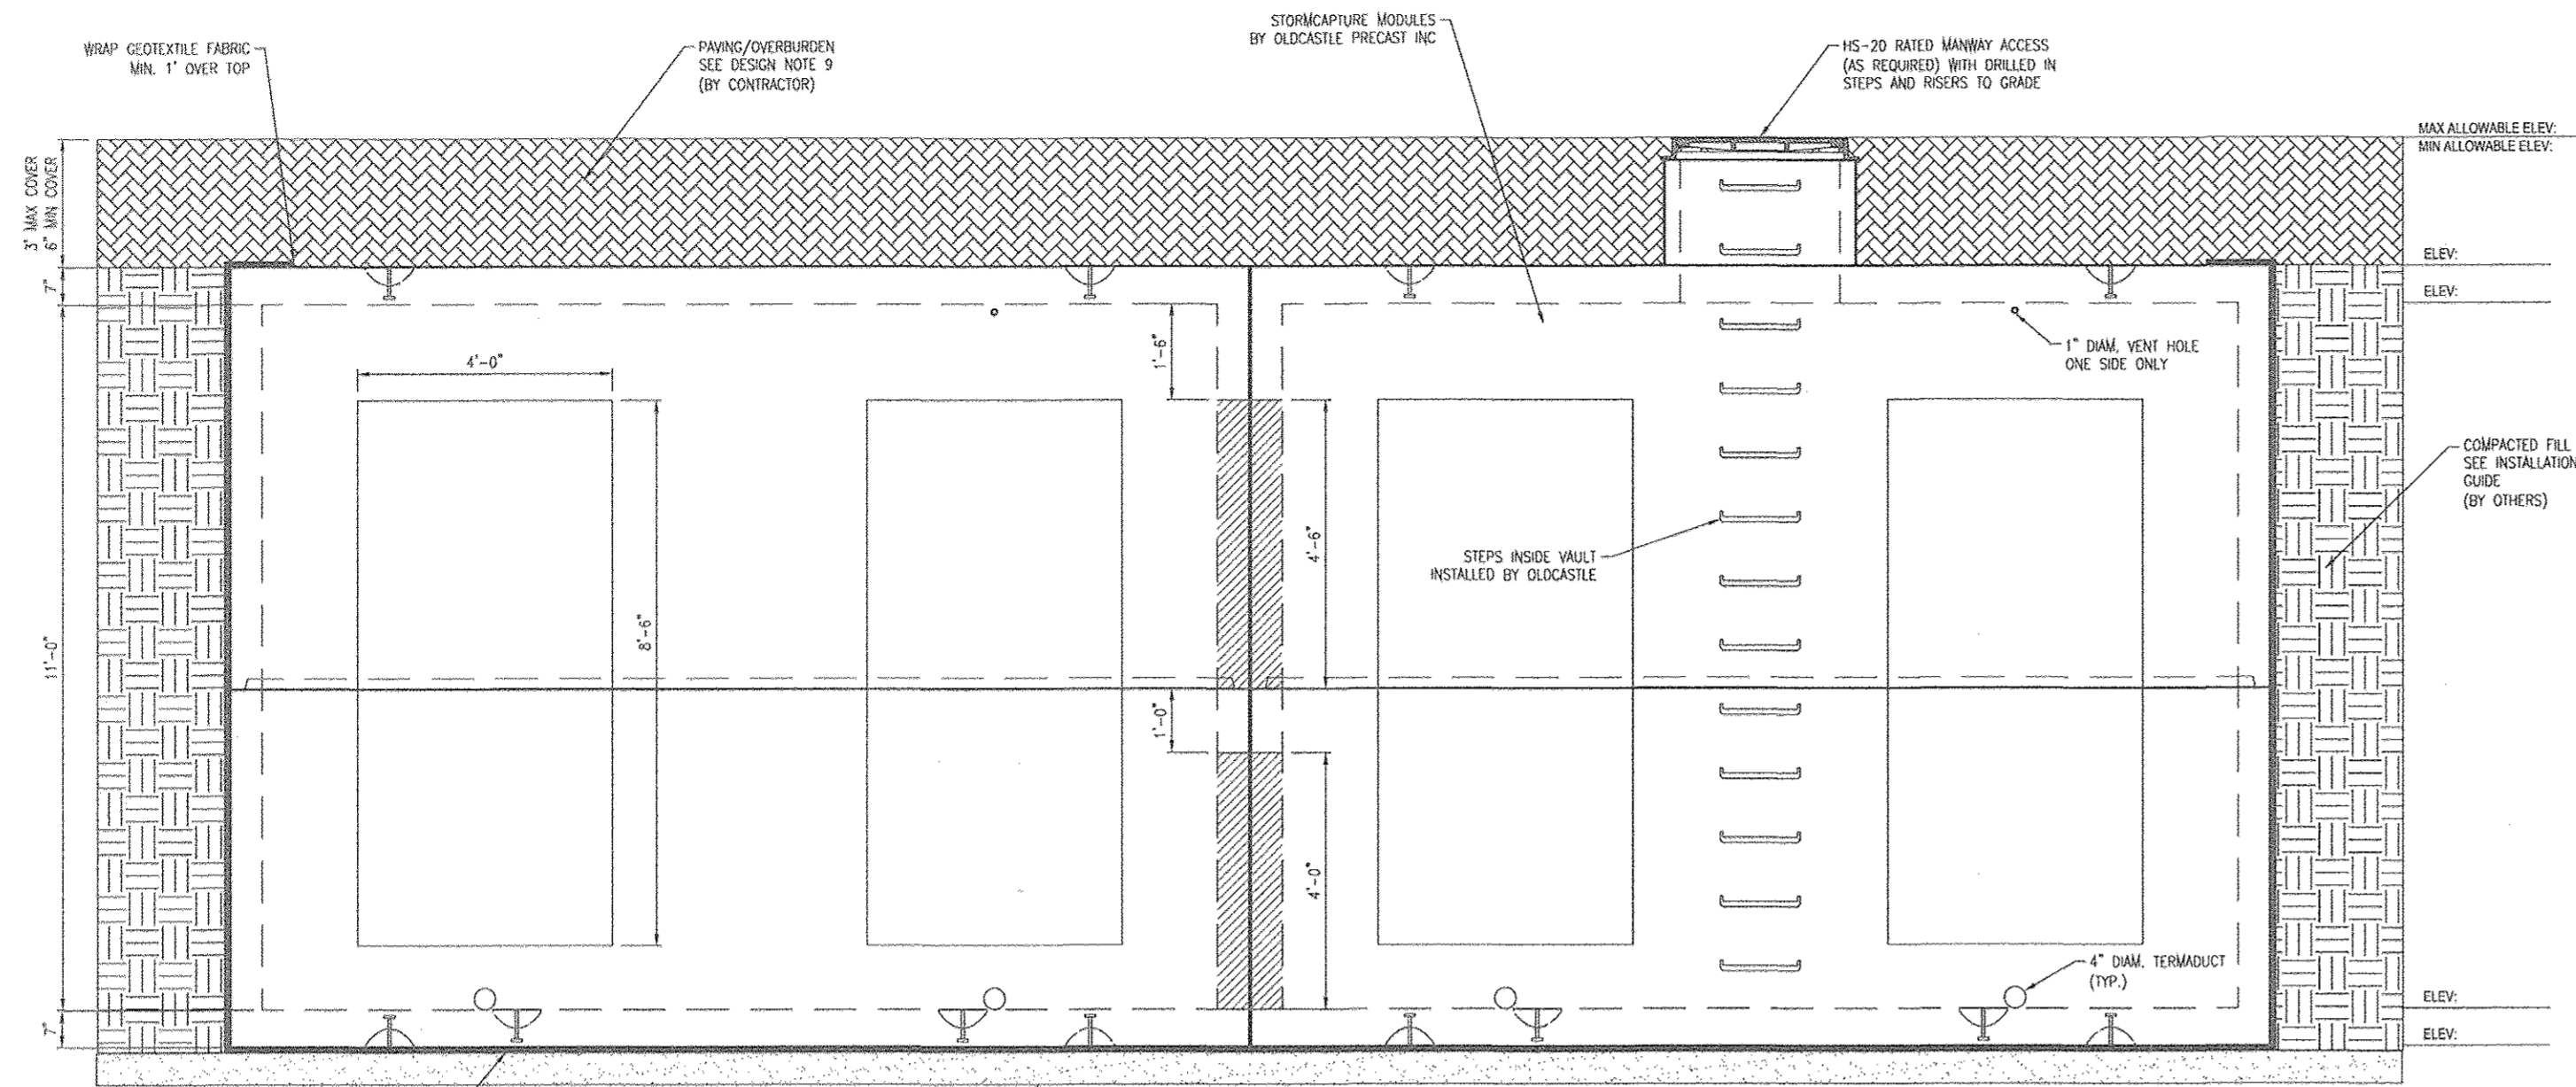 STORMCAPTURE MODULES
BY OLDCASTLE PRECAST INC
WRAP GEOTEXTILE FABRIC
MIN. 1' OVER TOP
PAVING/OVERBURDEN
SEE DESIGN NOTE 9
(BY CONTRACTOR)
HS-20 RATED MANWAY ACCESS
(AS REQUIRED) WITH DRILLED IN
STEPS AND RISERS TO GRADE
MAX ALLOWABLE ELEV:
MIN ALLOWABLE ELEV:
3" MAX COVER
6" MIN COVER
ELEV:
7"
ELEV:
1'-6"
4'-0"
1" DIAM. VENT HOLE
ONE SIDE ONLY
COMPACTED FILL
SEE INSTALLATION
GUIDE
(BY OTHERS)
4'-6"
STEPS INSIDE VAULT
INSTALLED BY OLDCASTLE
8'-6"
11'-0"
1'-0"
4'-0"
4" DIAM. TERMADUCT
(TYP.)
ELEV:
7"
ELEV: